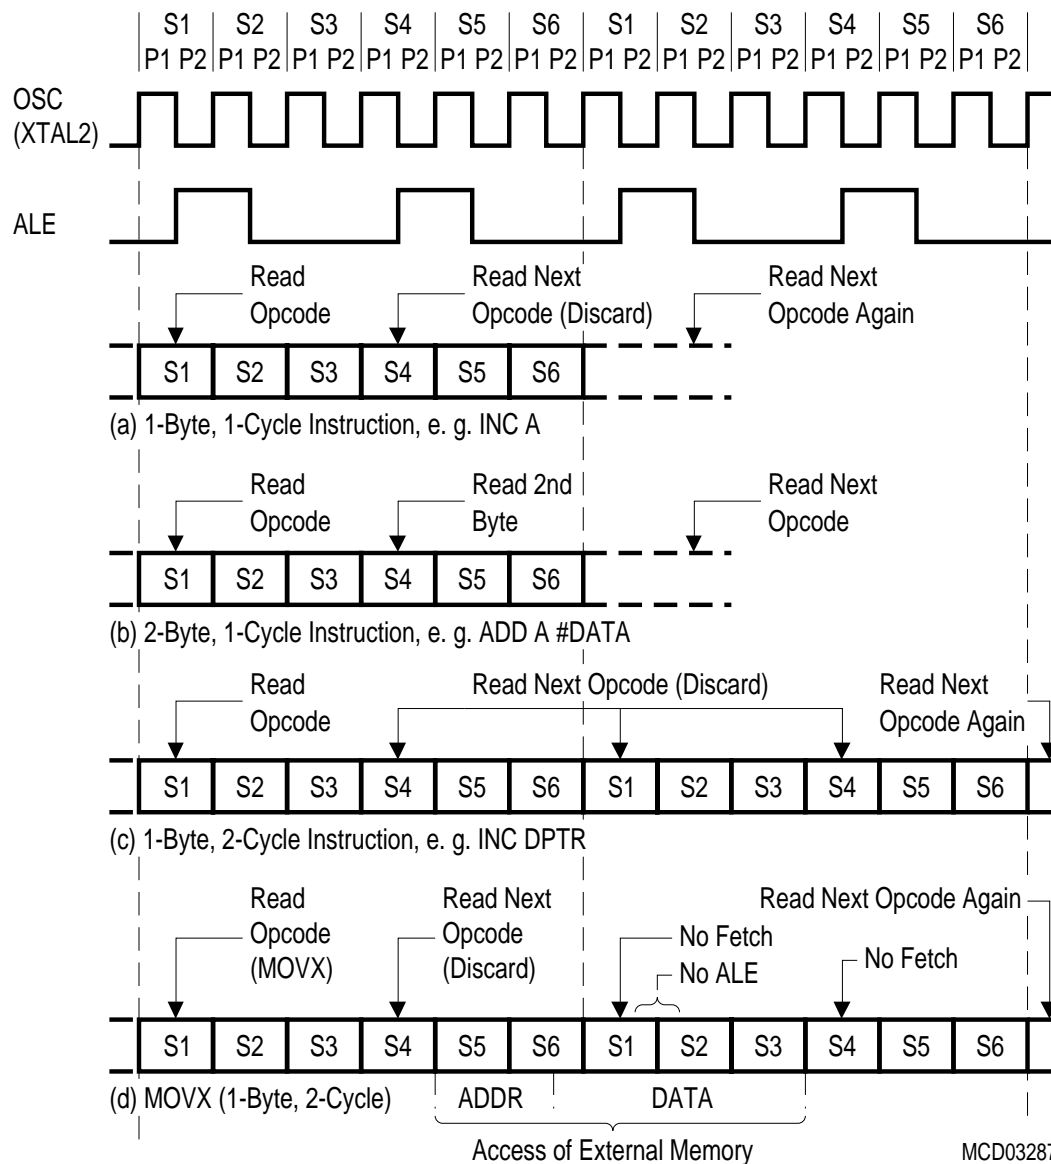 S1 S2 S3 S4 S5 S6 S1 S2 S3 S4 S5 S6
P1 P2 P1 P2 P1 P2 P1 P2 P1 P2 P1 P2 P1 P2 P1 P2 P1 P2 P1 P2 P1 P2 P1 P2
OSC
(XTAL2)
ALE
Read
Opcode
Read Next
Opcode (Discard)
Read Next
Opcode Again
S1 S2 S3 S4 S5 S6
(a) 1-Byte, 1-Cycle Instruction, e. g. INC A
Read
Opcode
Read 2nd
Byte
Read Next
Opcode
S1 S2 S3 S4 S5 S6
(b) 2-Byte, 1-Cycle Instruction, e. g. ADD A #DATA
Read
Opcode
Read Next Opcode (Discard)
Read Next
Opcode Again
S1 S2 S3 S4 S5 S6 S1 S2 S3 S4 S5 S6
(c) 1-Byte, 2-Cycle Instruction, e. g. INC DPTR
Read
Opcode
(MOVX)
Read Next
Opcode
(Discard)
No Fetch
No ALE
Read Next Opcode Again
No Fetch
S1 S2 S3 S4 S5 S6 S1 S2 S3 S4 S5 S6
(d) MOVX (1-Byte, 2-Cycle)
ADDR
DATA
Access of External Memory
MCD03287